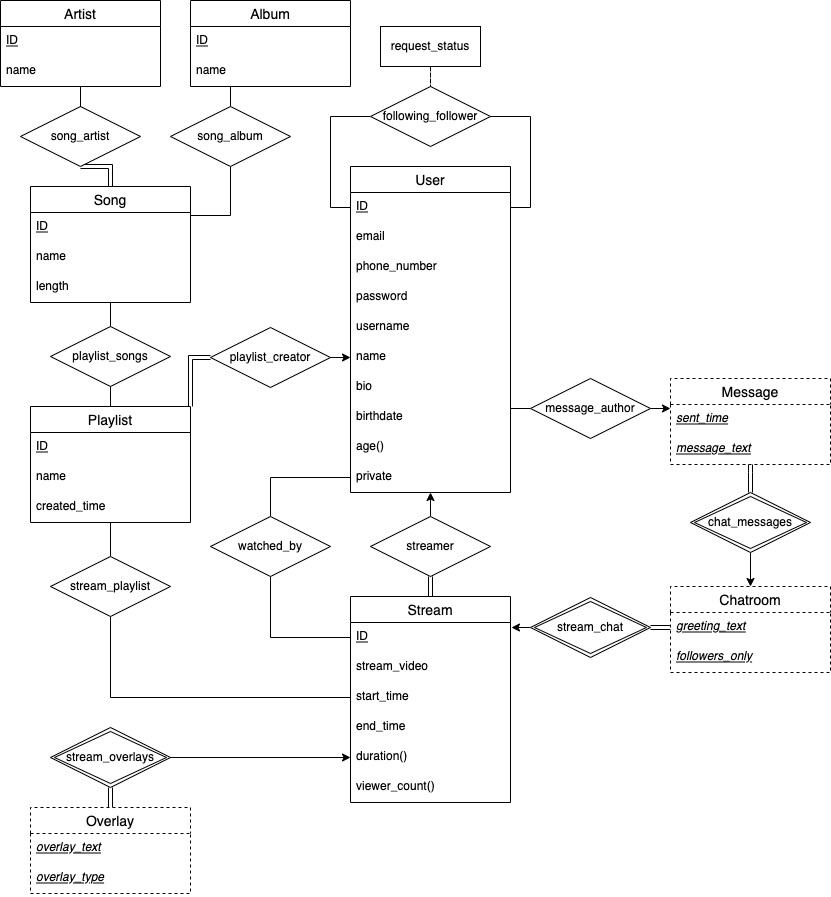 Artist
ID
name
Album
ID
name
request_status
following_follower
song_artist
song_album
User
ID
email
phone_number
password
username
name
bio
birthdate
age()
private
Song
ID
name
length
playlist_songs
playlist_creator
Playlist
ID
name
created_time
message_author
Message
sent_time
message_text
chat_messages
watched_by
streamer
stream_playlist
Stream
ID
stream_video
start_time
end_time
duration()
viewer_count()
stream_chat
Chatroom
greeting_text
followers_only
stream_overlays
Overlay
overlay_text
overlay_type